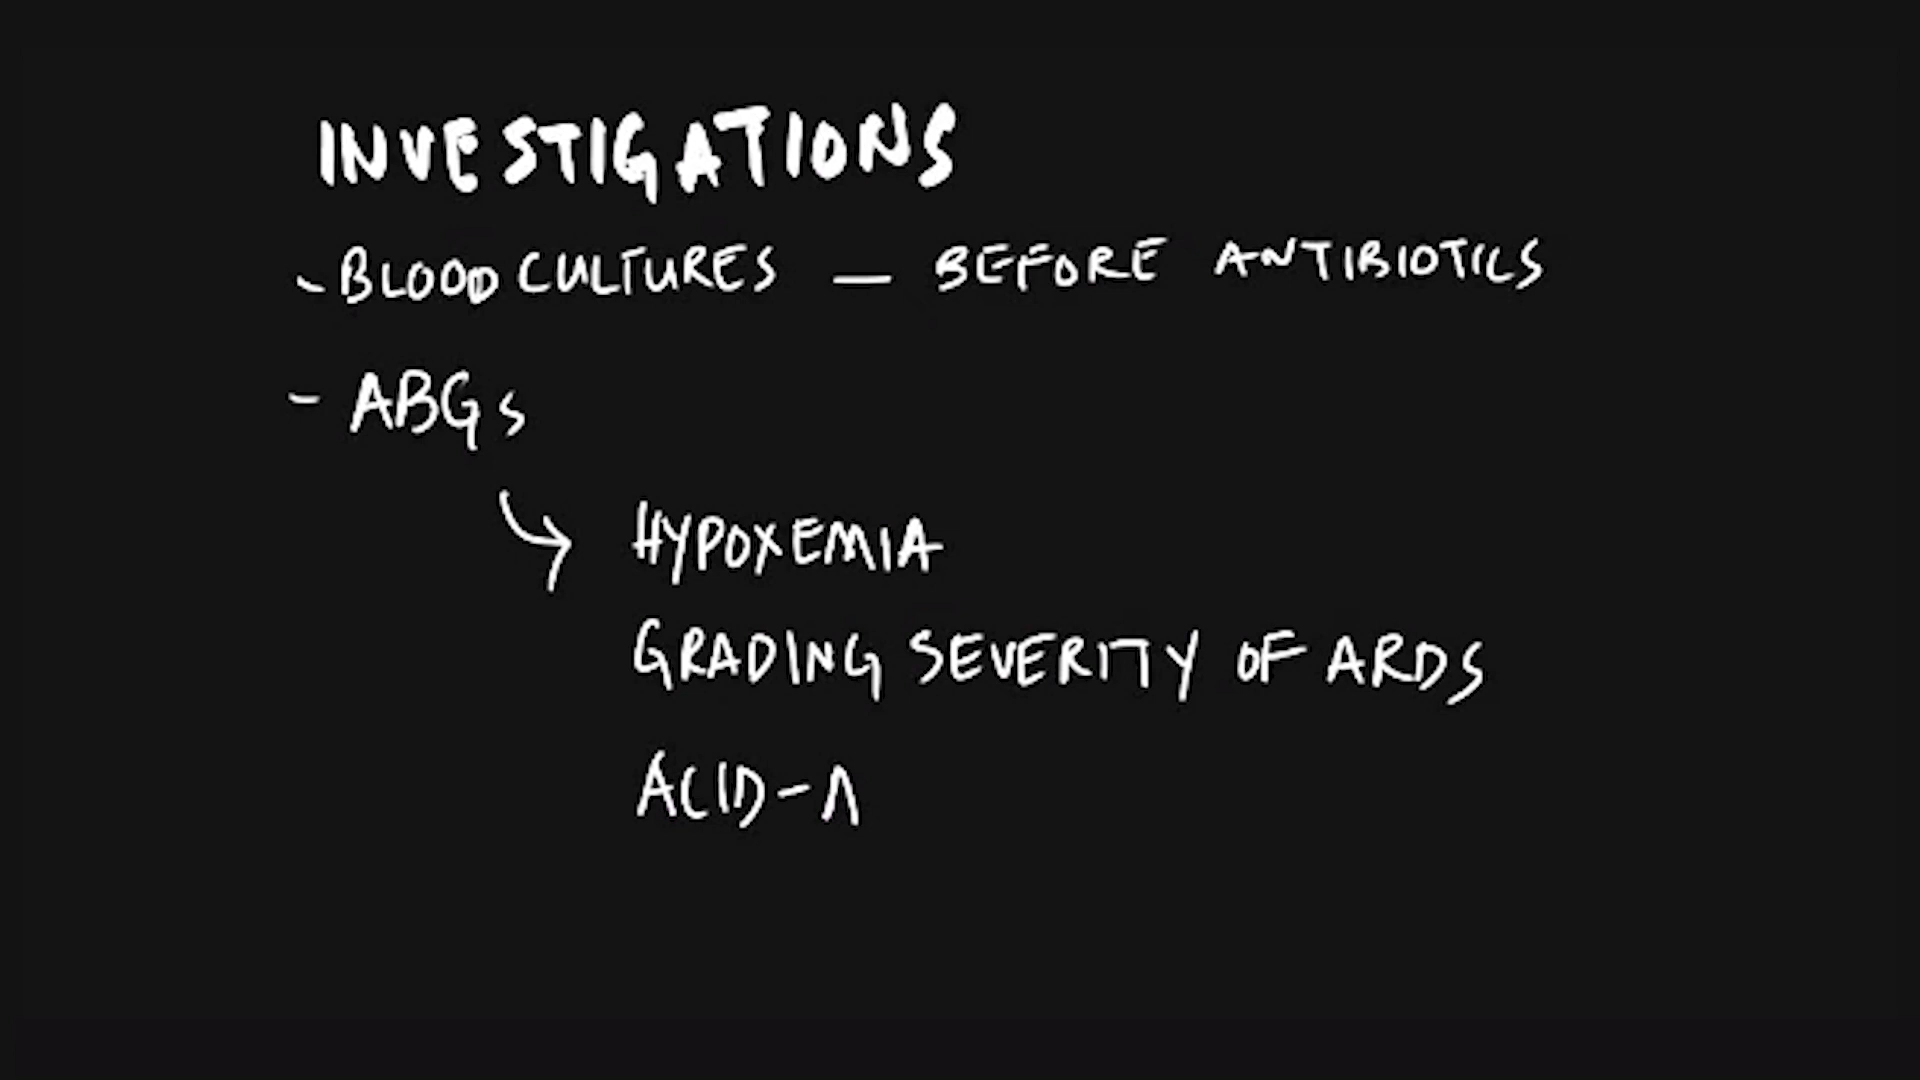 INVESTIGATIONS
- BLOOD CULTURES - BEFORE ANTIBIOTICS
- ABGs
HYPOXEMIA
GRADING SEVERITY OF ARDS
ACID-